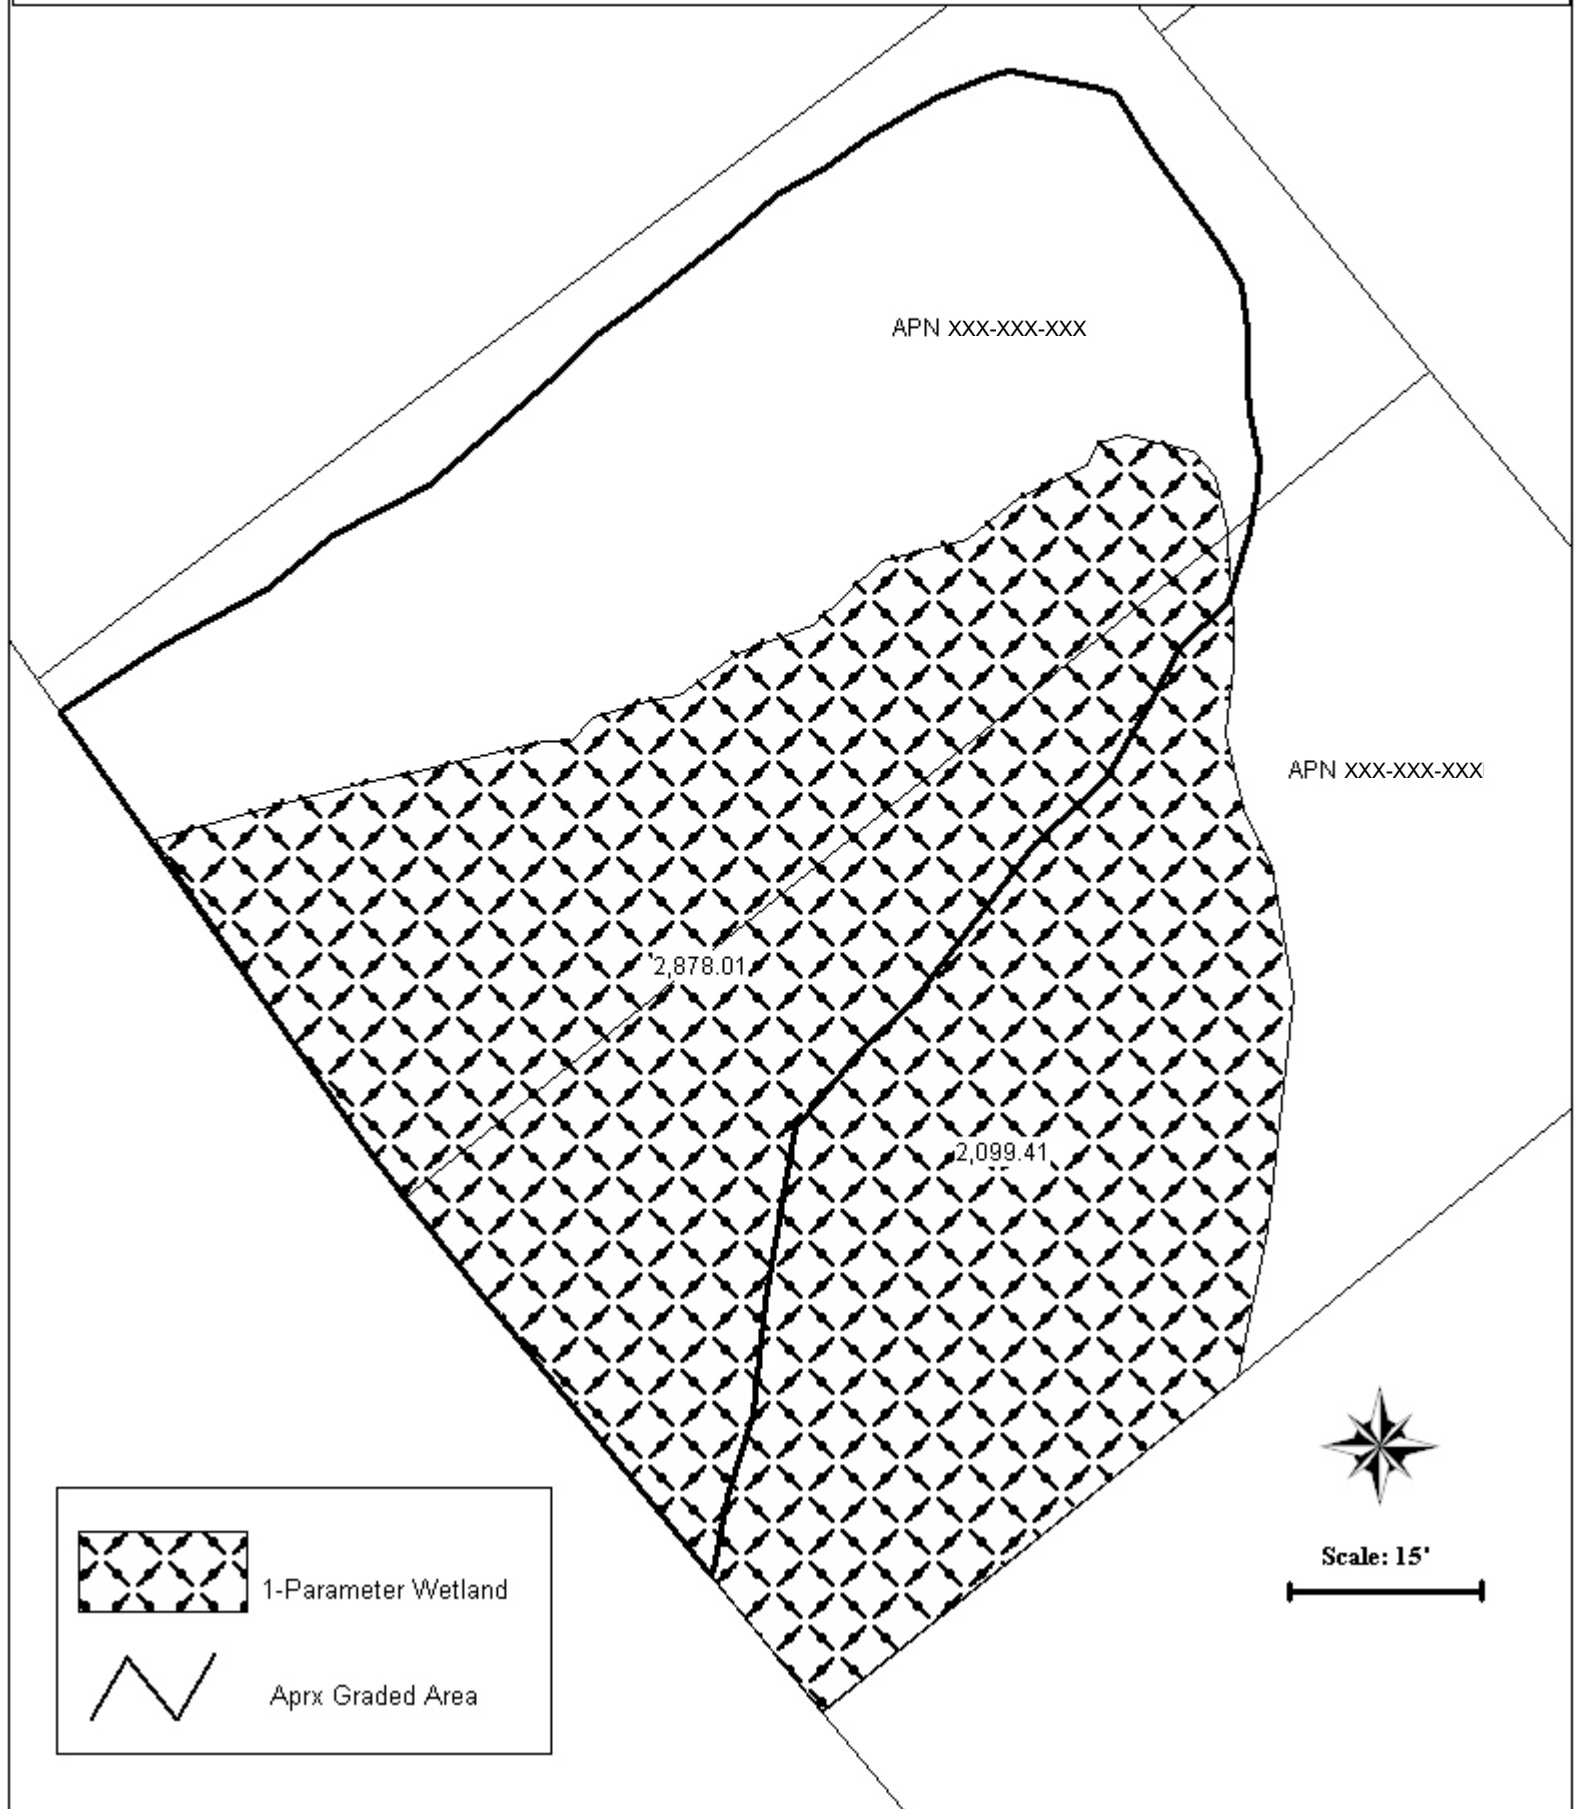 APN XXX-XXX-XXX
APN XXX-XXX-XXX
2,878.01
2,099.41
Scale: 15'
1-Parameter Wetland
Aprx Graded Area